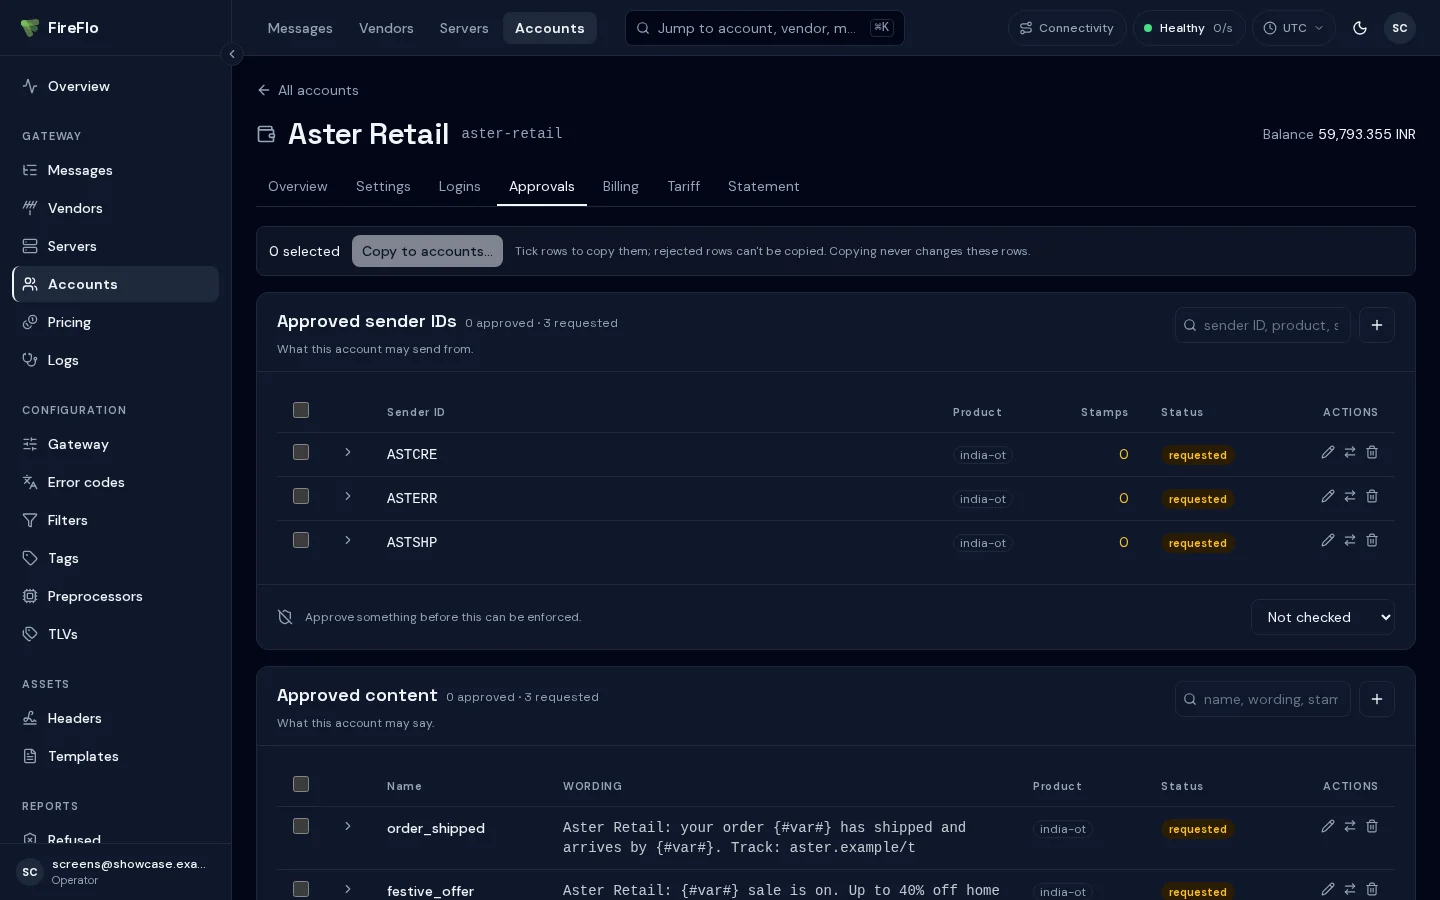 FireFlo
Messages
Vendors
Servers
Accounts
Jump to account, vendor, m...
⌘K
Connectivity
Healthy 0/s
UTC
SC
Overview
GATEWAY
Messages
Vendors
Servers
Accounts
Pricing
Logs
CONFIGURATION
Gateway
Error codes
Filters
Tags
Preprocessors
TLVs
ASSETS
Headers
Templates
REPORTS
Refused
SC
screens@showcase.exa...
Operator
All accounts
Aster Retail aster-retail
Balance 59,793.355 INR
Overview Settings Logins Approvals Billing Tariff Statement
0 selected
Copy to accounts...
Tick rows to copy them; rejected rows can't be copied. Copying never changes these rows.
Approved sender IDs 0 approved · 3 requested
What this account may send from.
sender ID, product, s
Sender ID Product Stamps Status ACTIONS
ASTCRE india-ot 0 requested
ASTERR india-ot 0 requested
ASTSHP india-ot 0 requested
Approve something before this can be enforced.
Not checked
Approved content 0 approved · 3 requested
What this account may say.
name, wording, stam
Name WORDING Product Status ACTIONS
order_shipped Aster Retail: your order {#var#} has shipped and india-ot requested
arrives by {#var#}. Track: aster.example/t
festive_offer Aster Retail: {#var#} sale is on. Up to 40% off home india-ot requested